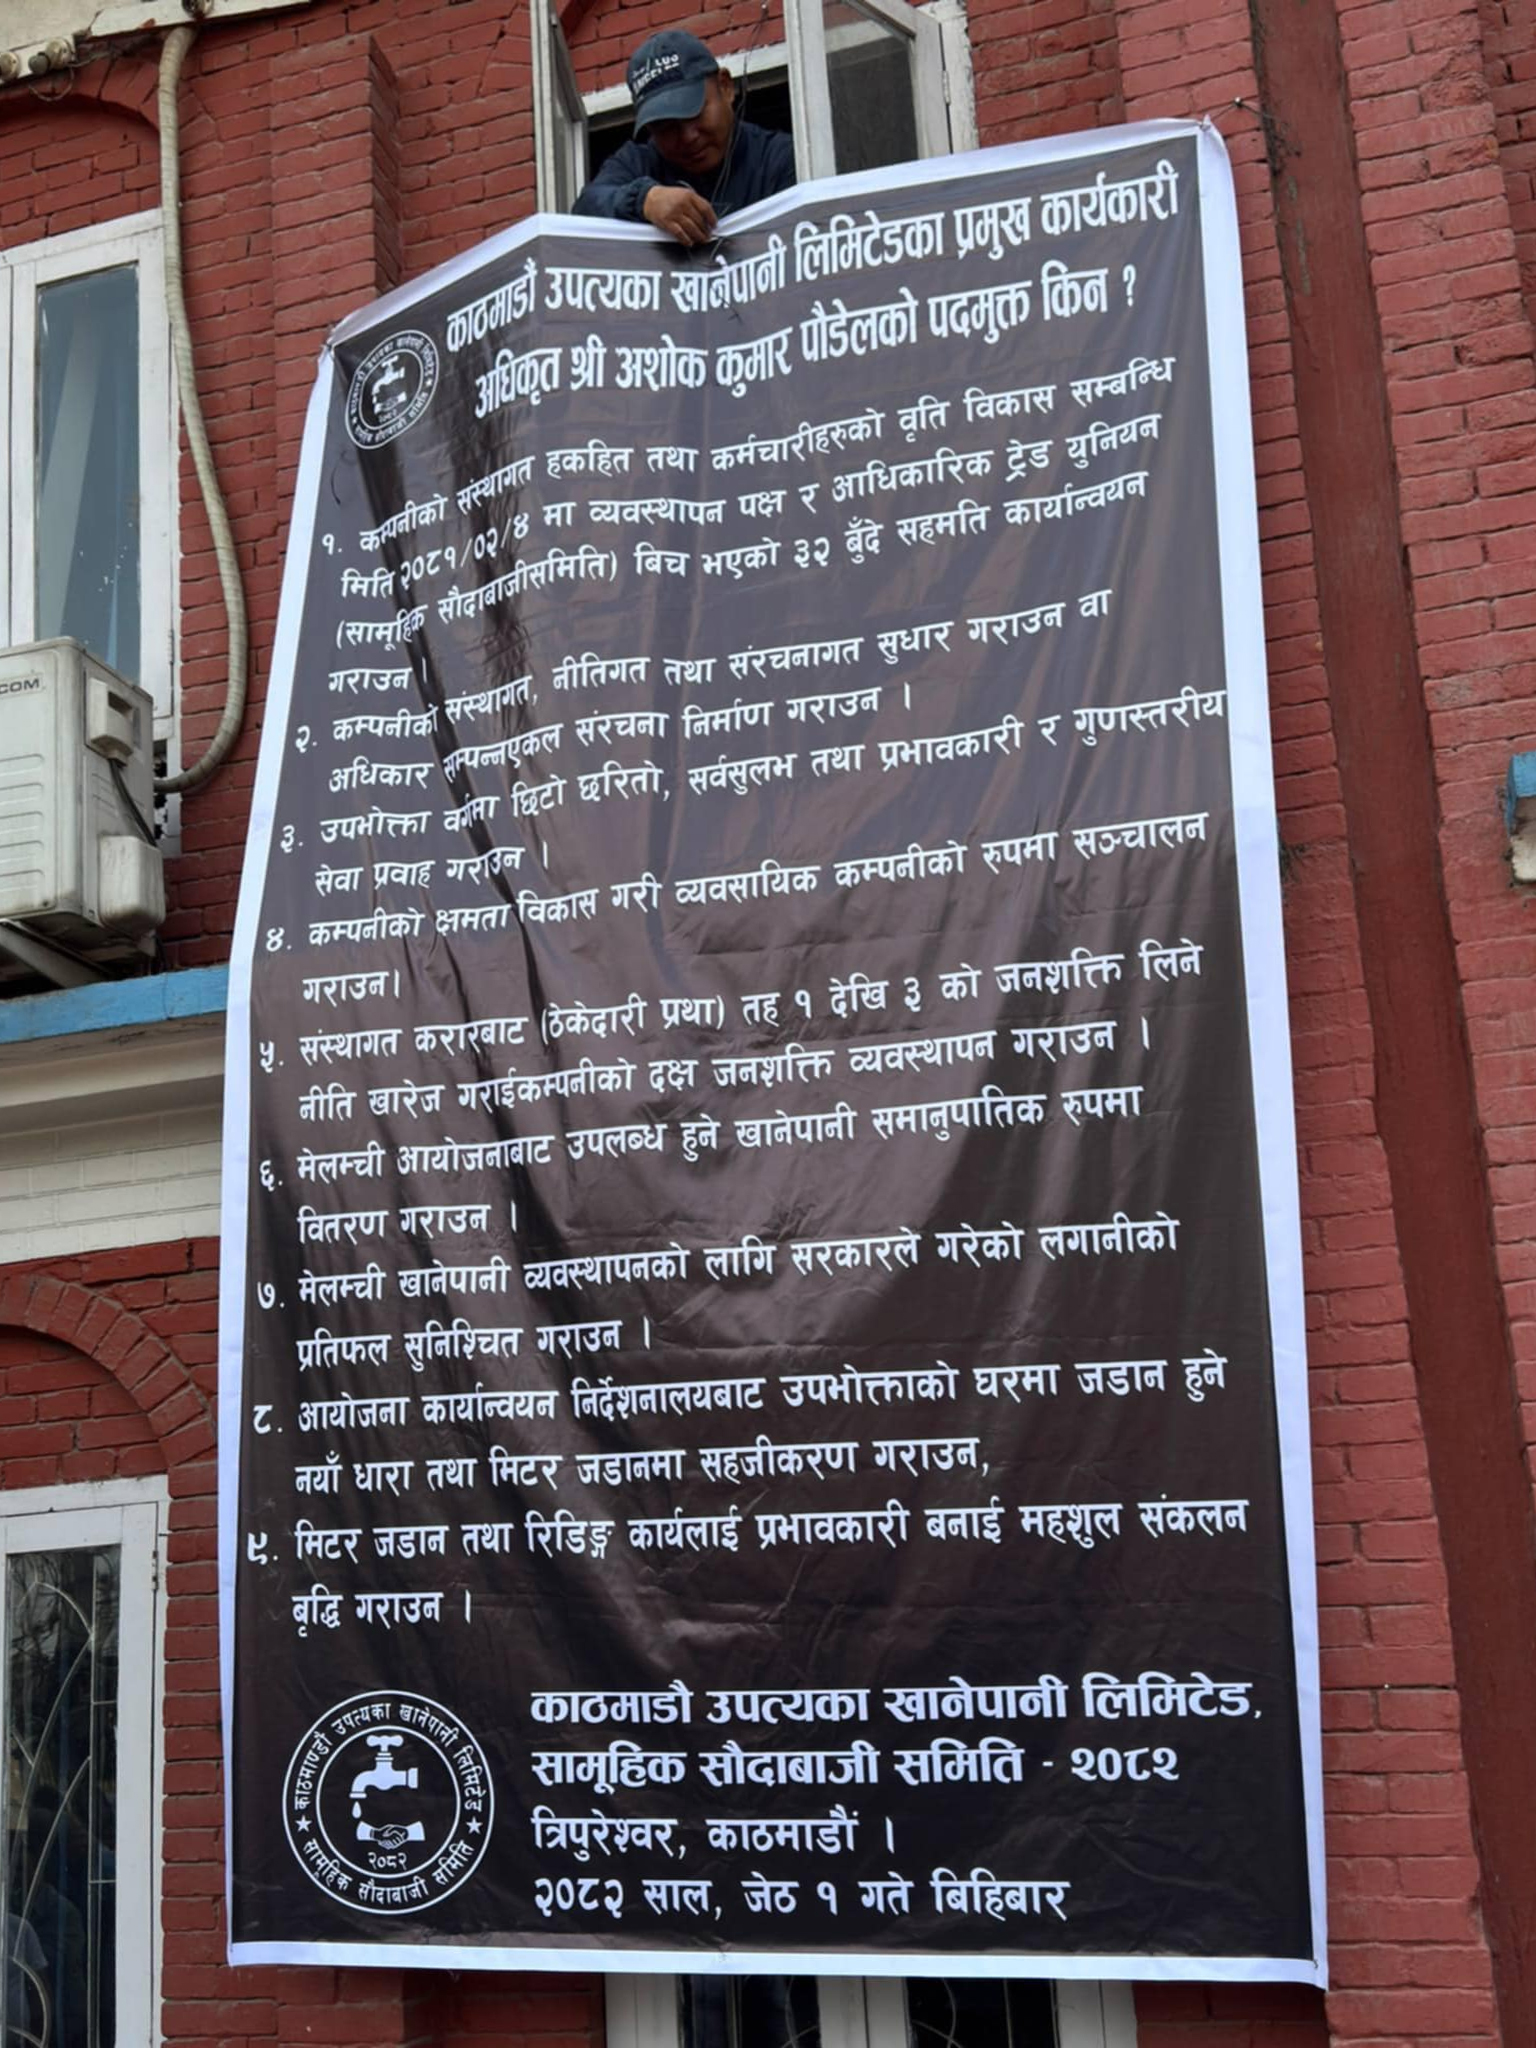 LOS
ANGELES
काठमाडौं उपत्यका खानेपानी लिमिटेडका प्रमुख कार्यकारी
अधिकृत श्री अशोक कुमार पौडेलको पदमुक्त किन ?
१. कम्पनीको संस्थागत हकहित तथा कर्मचारीहरुको वृति विकास सम्बन्धि
मिति २०८१/०२/४ मा व्यवस्थापन पक्ष र आधिकारिक ट्रेड युनियन
(सामूहिक सौदाबाजीसमिति) बिच भएको ३२ बुँदे सहमति कार्यान्वयन
गराउन ।
२. कम्पनीको संस्थागत, नीतिगत तथा संरचनागत सुधार गराउन वा
अधिकार सम्पन्नएकल संरचना निर्माण गराउन ।
३. उपभोक्ता वर्गमा छिटो छरितो, सर्वसुलभ तथा प्रभावकारी र गुणस्तरीय
सेवा प्रवाह गराउन ।
४. कम्पनीको क्षमता विकास गरी व्यवसायिक कम्पनीको रुपमा सञ्चालन
गराउन।
५. संस्थागत करारबाट (ठेकेदारी प्रथा) तह १ देखि ३ को जनशक्ति लिने
नीति खारेज गराईकम्पनीको दक्ष जनशक्ति व्यवस्थापन गराउन ।
६. मेलम्ची आयोजनाबाट उपलब्ध हुने खानेपानी समानुपातिक रुपमा
वितरण गराउन ।
७. मेलम्ची खानेपानी व्यवस्थापनको लागि सरकारले गरेको लगानीको
प्रतिफल सुनिश्चित गराउन ।
८. आयोजना कार्यान्वयन निर्देशनालयबाट उपभोक्ताको घरमा जडान हुने
नयाँ धारा तथा मिटर जडानमा सहजीकरण गराउन,
९. मिटर जडान तथा रिडिङ्ग कार्यलाई प्रभावकारी बनाई महशुल संकलन
बृद्धि गराउन ।
काठमाडौ उपत्यका खानेपानी लिमिटेड,
सामूहिक सौदाबाजी समिति - २०८२
त्रिपुरेश्वर, काठमाडौं ।
२०८२ साल, जेठ १ गते बिहिबार
काठमाण्डौ उपत्यका खानेपानी लिमिटेड
२०८२
सामूहिक सौदाबाजी समिति
COM